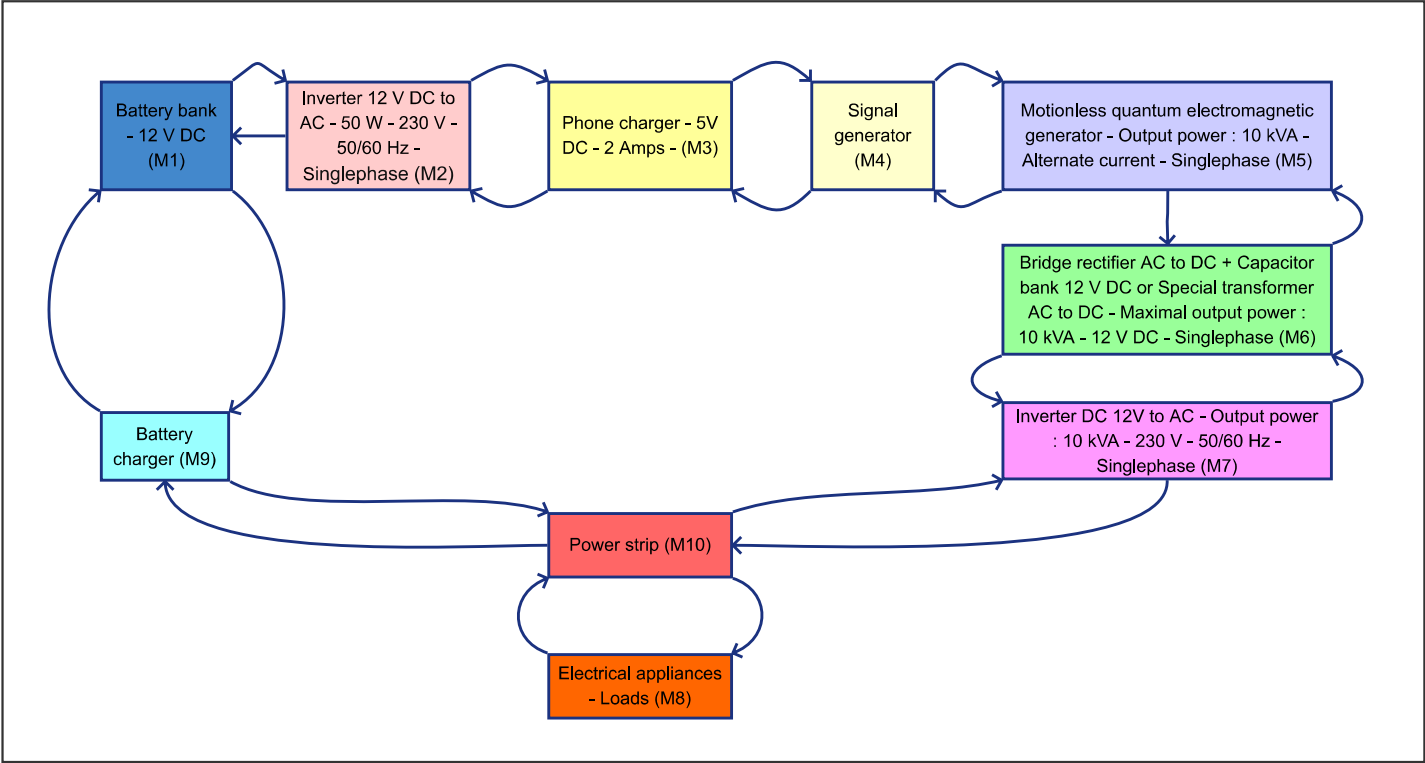 Battery bank
- 12 V DC
(M1)
Inverter 12 V DC to
AC - 50 W - 230 V -
50/60 Hz -
Singlephase (M2)
Phone charger - 5V
DC - 2 Amps - (M3)
Signal
generator
(M4)
Motionless quantum electromagnetic
generator - Output power : 10 kVA -
Alternate current - Singlephase (M5)
Bridge rectifier AC to DC + Capacitor
bank 12 V DC or Special transformer
AC to DC - Maximal output power :
10 kVA - 12 V DC - Singlephase (M6)
Inverter DC 12V to AC - Output power
: 10 kVA - 230 V - 50/60 Hz -
Singlephase (M7)
Battery
charger (M9)
Power strip (M10)
Electrical appliances
- Loads (M8)